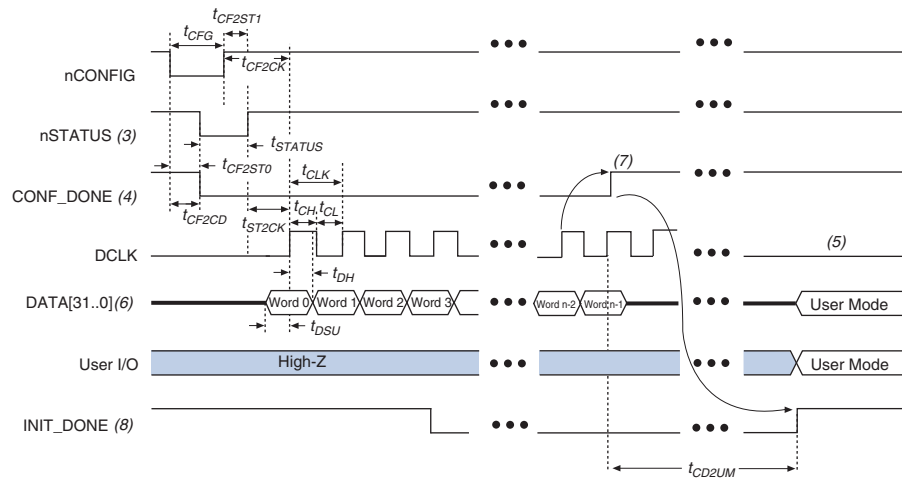 tCF2ST1
tCFG
tCF2CK
nCONFIG
nSTATUS (3)
tSTATUS
tCF2ST0
tCLK
(7)
CONF_DONE (4)
tCF2CD
tST2CK
tCH
tCL
DCLK
(5)
tDH
DATA[31..0](6)
Word 0
Word 1
Word 2
Word 3
Word n-2
Word n-1
User Mode
tDSU
User I/O
High-Z
User Mode
INIT_DONE (8)
tCD2UM